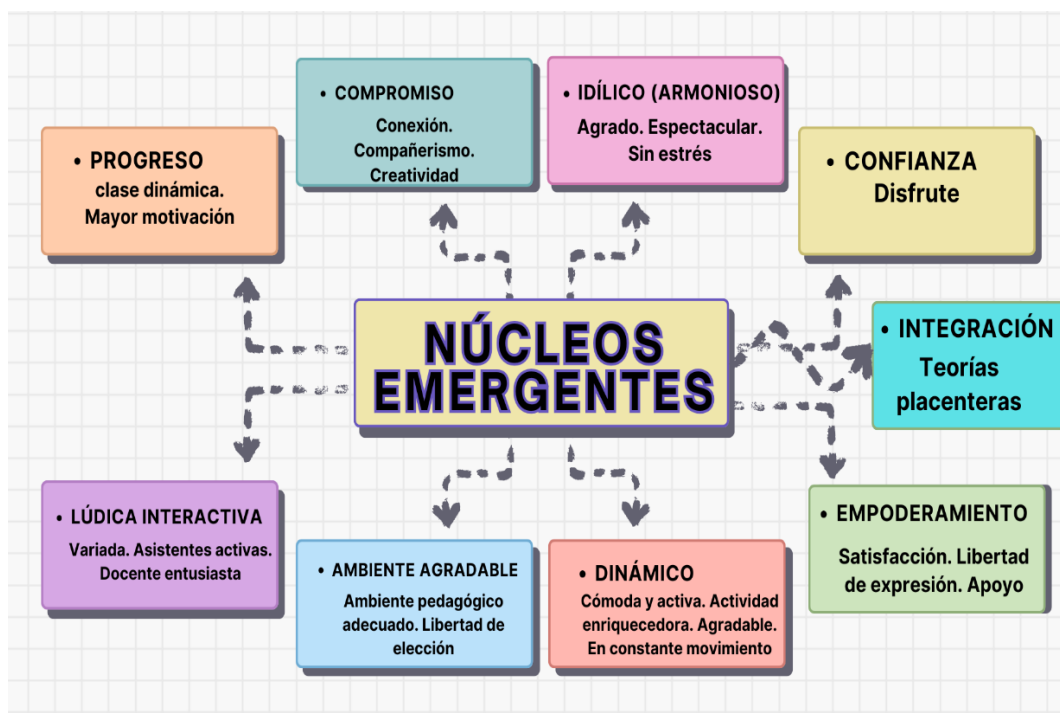 • COMPROMISO
Conexión.
Compañerismo.
Creatividad
• IDÍLICO (ARMONIOSO)
Agrado. Espectacular.
Sin estrés
• PROGRESO
clase dinámica.
Mayor motivación
• CONFIANZA
Disfrute
NÚCLEOS
EMERGENTES
• INTEGRACIÓN
Teorías
placenteras
• LÚDICA INTERACTIVA
Variada. Asistentes activas.
Docente entusiasta
• AMBIENTE AGRADABLE
Ambiente pedagógico
adecuado. Libertad de
elección
• DINÁMICO
Cómoda y activa. Actividad
enriquecedora. Agradable.
En constante movimiento
• EMPODERAMIENTO
Satisfacción. Libertad
de expresión. Apoyo